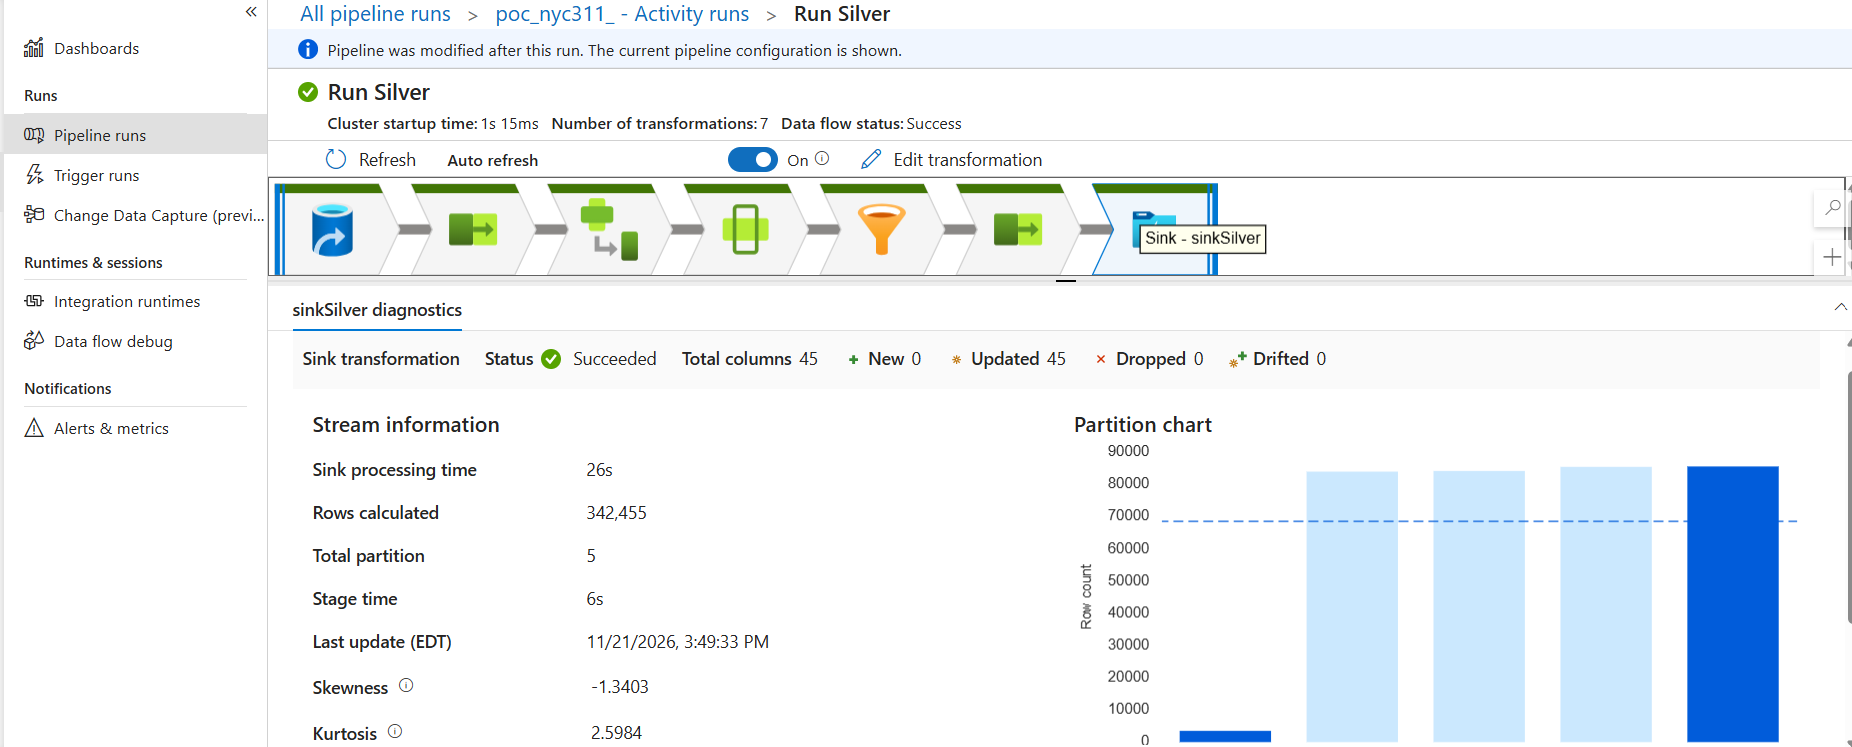 All pipeline runs > poc_nyc311_ - Activity runs > Run Silver
Pipeline was modified after this run. The current pipeline configuration is shown.
Dashboards
Runs
Pipeline runs
Trigger runs
Change Data Capture (previ...
Runtimes & sessions
Integration runtimes
Data flow debug
Notifications
Alerts & metrics
Run Silver
Cluster startup time: 1s 15ms Number of transformations: 7 Data flow status: Success
Refresh Auto refresh On Edit transformation
Sink - sinkSilver
sinkSilver diagnostics
Sink transformation Status Succeeded Total columns 45 New 0 Updated 45 Dropped 0 Drifted 0
Stream information
Sink processing time 26s
Rows calculated 342,455
Total partition 5
Stage time 6s
Last update (EDT) 11/21/2026, 3:49:33 PM
Skewness -1.3403
Kurtosis 2.5984
Partition chart
90000
80000
70000
60000
50000
40000
30000
20000
10000
0
Row count